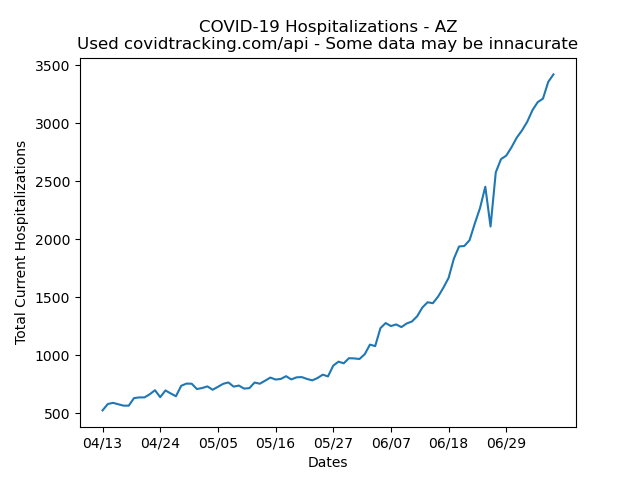 COVID-19 Hospitalizations - AZ
Used covidtracking.com/api - Some data may be innacurate
3500
3000
2500
2000
1500
1000
500
Total Current Hospitalizations
04/13 04/24 05/05 05/16 05/27 06/07 06/18 06/29
Dates